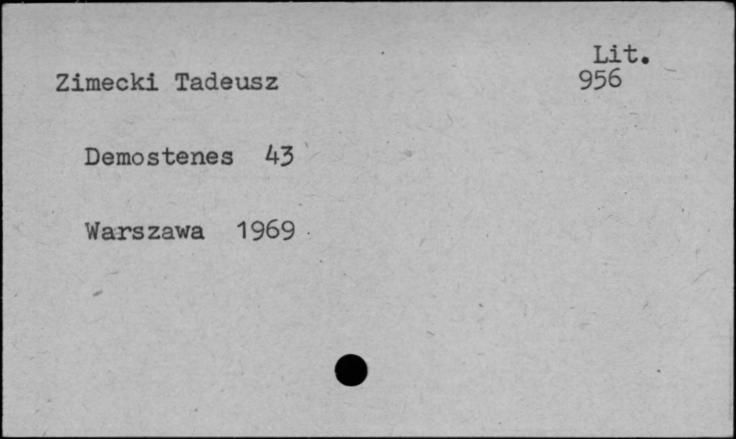 Lit.
Zimecki Tadeusz 956
Demostenes 43
Warszawa 1969